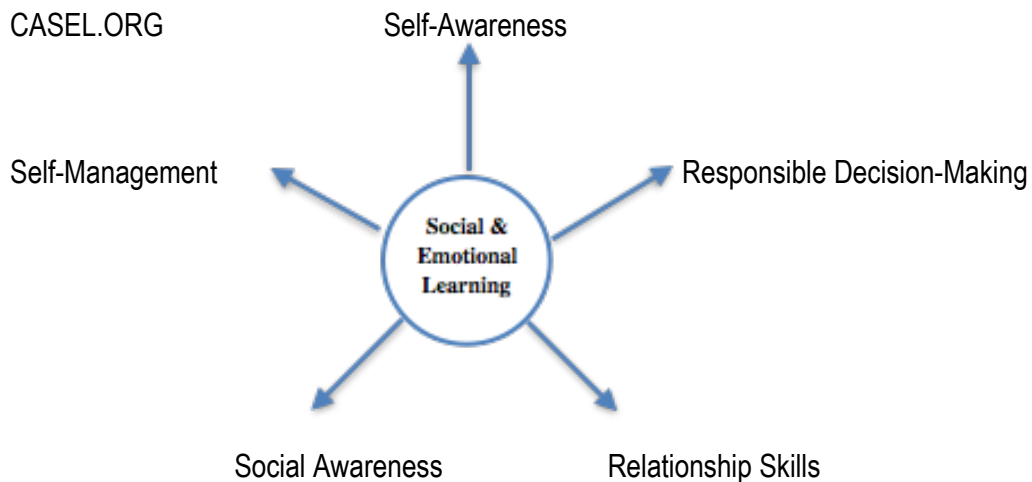 CASEL.ORG
Self-Awareness
Self-Management
Responsible Decision-Making
Social &
Emotional
Learning
Social Awareness
Relationship Skills